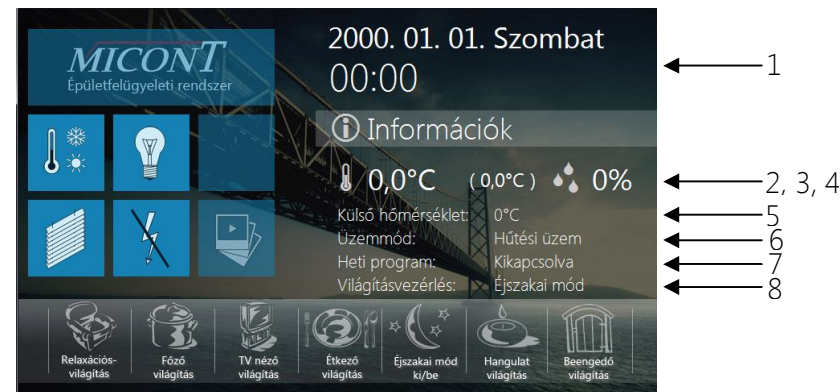 MICONT
Épületfelügyeleti rendszer
2000. 01. 01. Szombat
00:00
1
Információk
0,0°C ( 0,0°C ) 0%
2, 3, 4
Külső hőmérséklet: 0°C
5
Üzemmód: Hűtési üzem
6
Heti program: Kikapcsolva
7
Világításvezérlés: Éjszakai mód
8
Relaxációs-
világítás
Főző
világítás
TV néző
világítás
Étkező
világítás
Éjszakai mód
ki/be
Hangulat
világítás
Beengedő
világítás